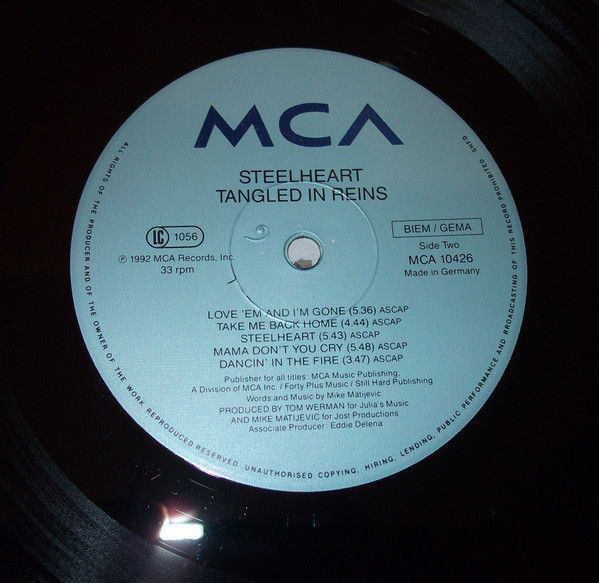 MCA
STEELHEART
TANGLED IN REINS
LC 1056
℗ 1992 MCA Records, Inc.
33 rpm
BIEM / GEMA
Side Two
MCA 10426
Made in Germany
LOVE 'EM AND I'M GONE (5.36) ASCAP
TAKE ME BACK HOME (4.44) ASCAP
STEELHEART (5.43) ASCAP
MAMA DON'T YOU CRY (5.48) ASCAP
DANCIN' IN THE FIRE (3.47) ASCAP
Publisher for all titles: MCA Music Publishing.
A Division of MCA Inc. / Forty Plus Music / Still Hard Publishing
Words and Music by Mike Matijevic
PRODUCED BY TOM WERMAN for Julia's Music
AND MIKE MATIJEVIC for Jost Productions
Associate Producer: Eddie Delena
ALL RIGHTS OF THE PRODUCER AND OF THE OWNER OF THE WORK REPRODUCED RESERVED. UNAUTHORISED COPYING, HIRING, LENDING, PUBLIC PERFORMANCE AND BROADCASTING OF THIS RECORD PROHIBITED